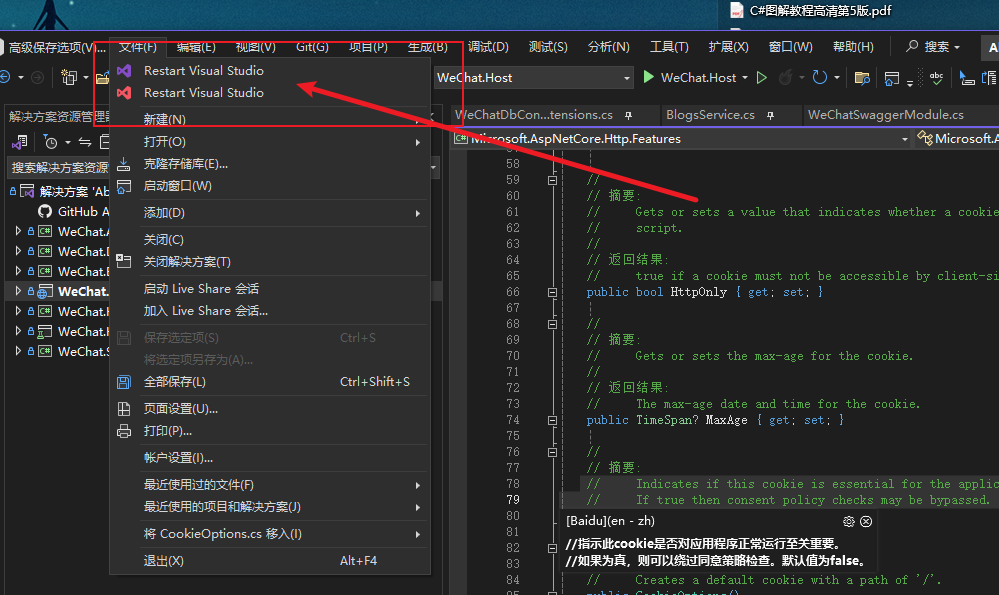 C#图解教程高清第5版.pdf
高级保存选项(V)... 文件(F) 编辑(E) 视图(V) Git(G) 项目(P) 生成(B) 调试(D) 测试(S) 分析(N) 工具(T) 扩展(X) 窗口(W) 帮助(H) 搜索
WeChat.Host WeChat.Host
Restart Visual Studio
Restart Visual Studio
新建(N)
打开(O)
克隆存储库(E)...
启动窗口(W)
添加(D)
关闭(C)
关闭解决方案(T)
启动 Live Share 会话
加入 Live Share 会话...
保存选定项(S) Ctrl+S
将选定项另存为(A)...
全部保存(L) Ctrl+Shift+S
页面设置(U)...
打印(P)...
帐户设置(I)...
最近使用过的文件(F)
最近使用的项目和解决方案(J)
将 CookieOptions.cs 移入(I)
退出(X) Alt+F4
解决方案资源管
搜索解决方案资源
解决方案 'Ab
GitHub A
WeChat.
WeChat.
WeChat.
WeChat.
WeChat.
WeChat.
WeChat.
WeChatDbCon...tensions.cs BlogsService.cs WeChatSwaggerModule.cs
Microsoft.AspNetCore.Http.Features Microsoft.A
58
59 //
60 // 摘要:
61 // Gets or sets a value that indicates whether a cookie
62 // script.
63 //
64 // 返回结果:
65 // true if a cookie must not be accessible by client-si
66 public bool HttpOnly { get; set; }
67
68 //
69 // 摘要:
70 // Gets or sets the max-age for the cookie.
71 //
72 // 返回结果:
73 // The max-age date and time for the cookie.
74 public TimeSpan? MaxAge { get; set; }
75
76 //
77 // 摘要:
78 // Indicates if this cookie is essential for the applic
79 // If true then consent policy checks may be bypassed.
80
81
82
83
84 // Creates a default cookie with a path of '/'.
85 public CookieOptions()
[Baidu](en - zh)
//指示此cookie是否对应用程序正常运行至关重要。
//如果为真，则可以绕过同意策略检查。默认值为false。